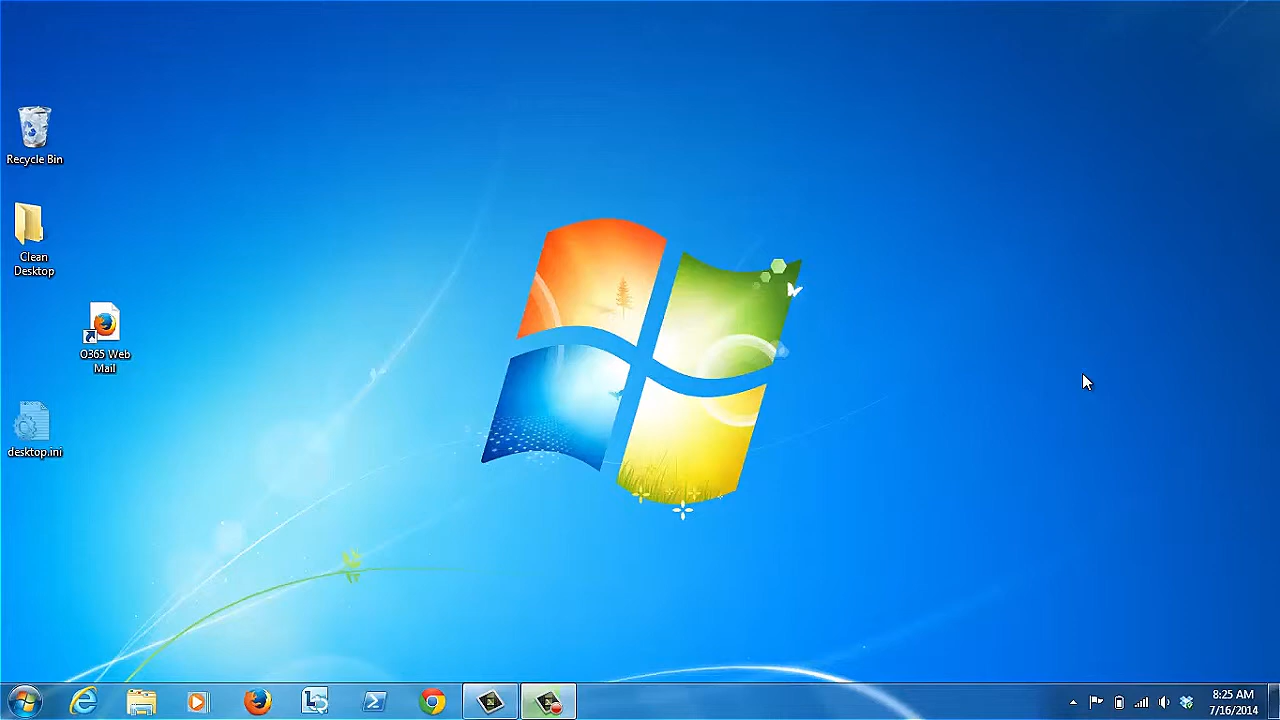 Recycle Bin
Clean
Desktop
O365 Web
Mail
desktop.ini
8:25 AM
7/16/2014